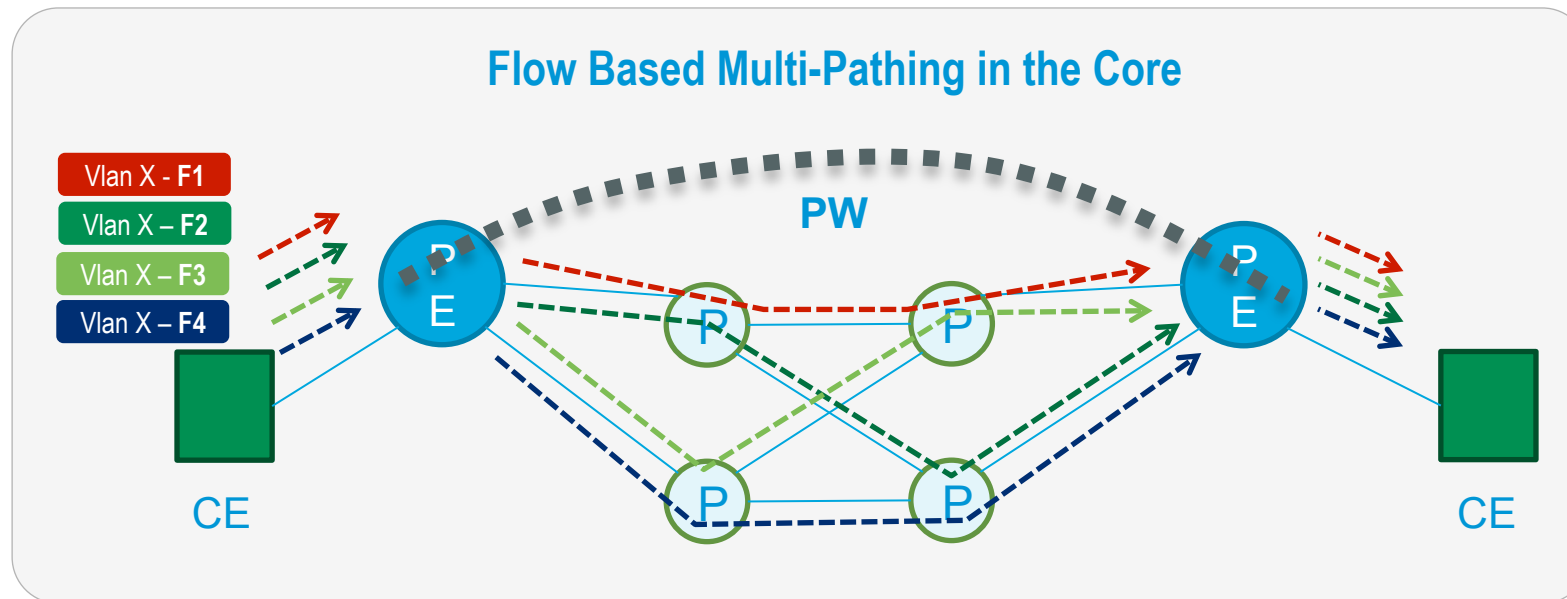 Flow Based Multi-Pathing in the Core
Vlan X - F1
Vlan X – F2
Vlan X – F3
Vlan X – F4
PW
P
E
P
E
P
P
P
P
CE
CE